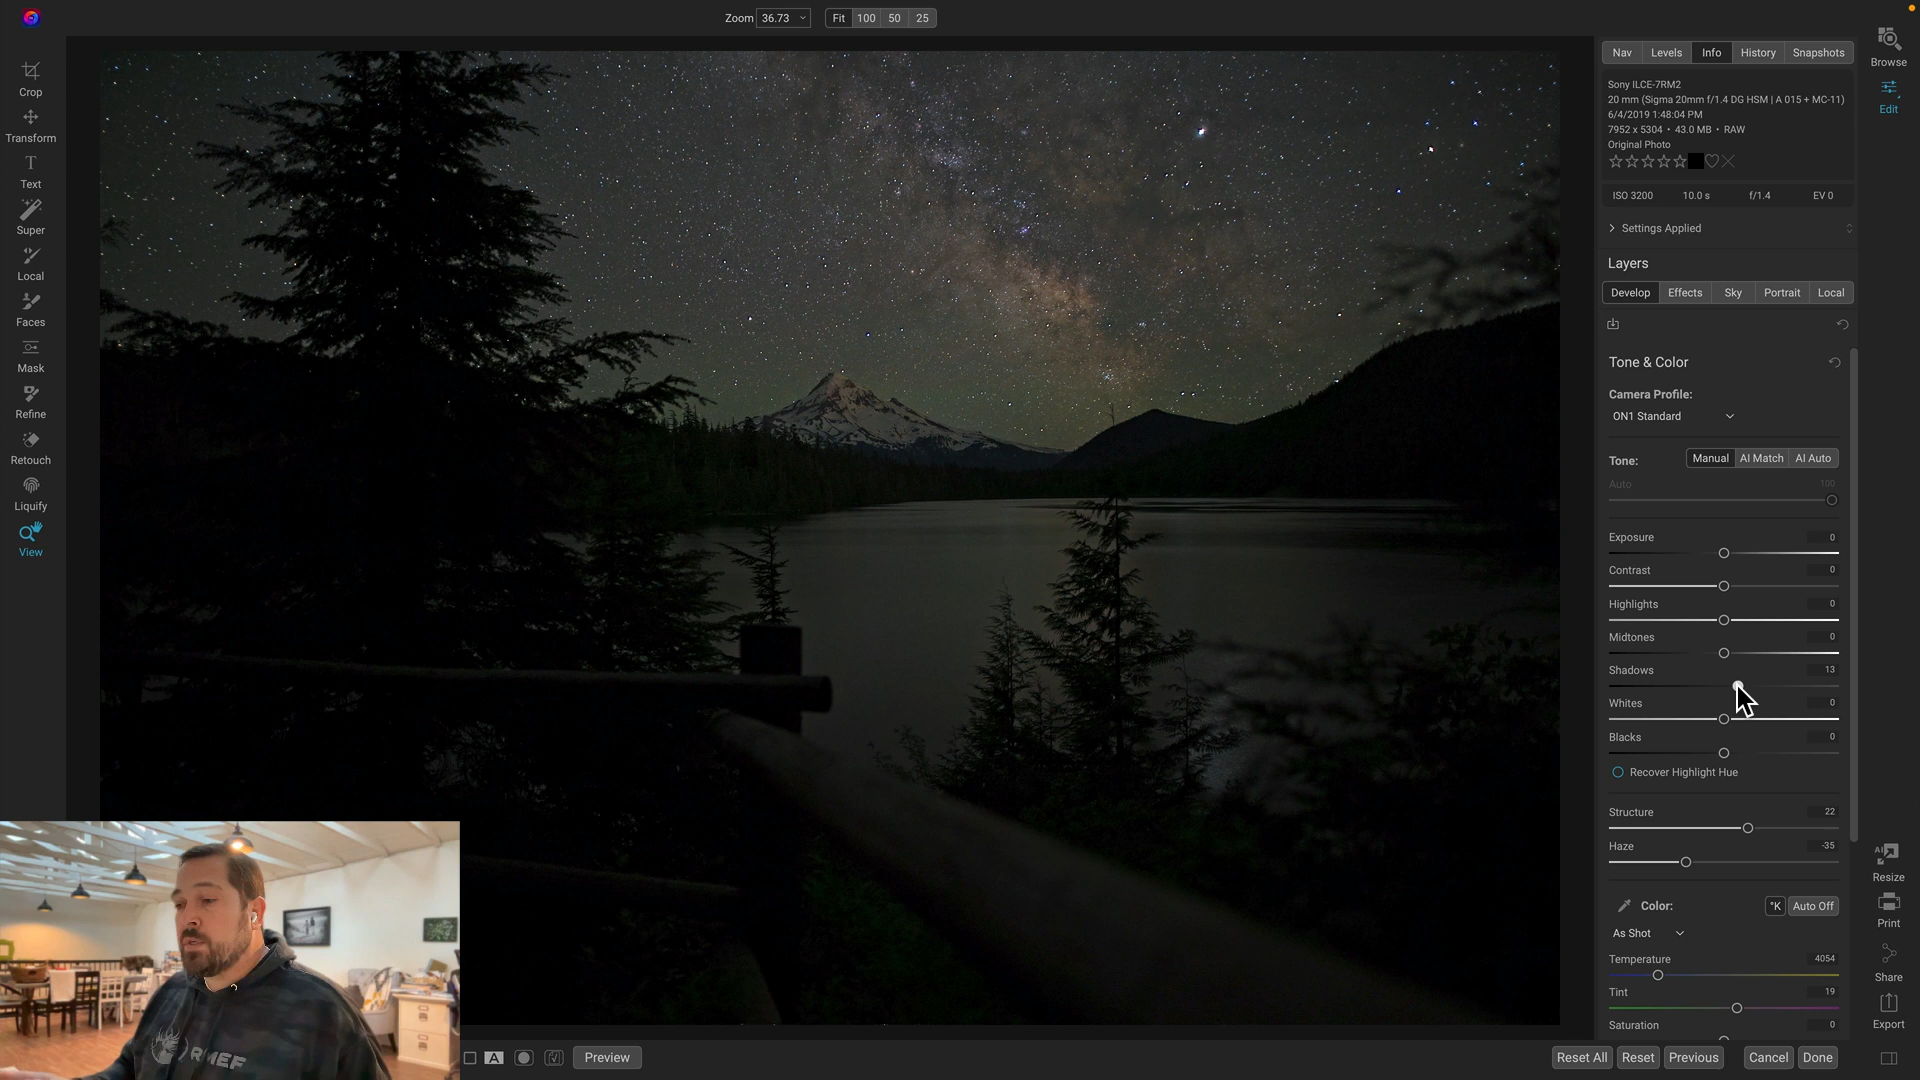 Zoom 36.73 Fit 100 50 25
Crop
Transform
Text
Super
Local
Faces
Mask
Refine
Retouch
Liquify
View
Nav Levels Info History Snapshots
Sony ILCE-7RM2
20 mm (Sigma 20mm f/1.4 DG HSM | A 015 + MC-11)
6/4/2019 1:48:04 PM
7952 x 5304 • 43.0 MB • RAW
Original Photo
ISO 3200 10.0 s f/1.4 EV 0
Settings Applied
Layers
Develop Effects Sky Portrait Local
Tone & Color
Camera Profile:
ON1 Standard
Tone: Manual AI Match AI Auto
Auto 100
Exposure 0
Contrast 0
Highlights 0
Midtones 0
Shadows 13
Whites 0
Blacks 0
Recover Highlight Hue
Structure 22
Haze -35
Color: °K Auto Off
As Shot
Temperature 4054
Tint 19
Saturation 0
Browse
Edit
AI
Resize
Print
Share
Export
RMEF
A Preview
Reset All Reset Previous Cancel Done